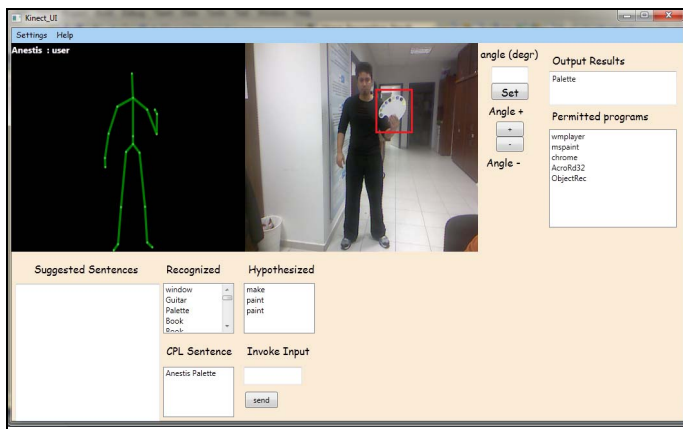 Kinect_UI
Settings Help
Anestis : user
angle (degr)
Set
Angle +
+
-
Angle -
Output Results
Palette
Permitted programs
wmplayer
mspaint
chrome
AcroRd32
ObjectRec
Suggested Sentences
Recognized
window
Guitar
Palette
Book
Book
Hypothesized
make
paint
paint
CPL Sentence
Anestis Palette
Invoke Input
send